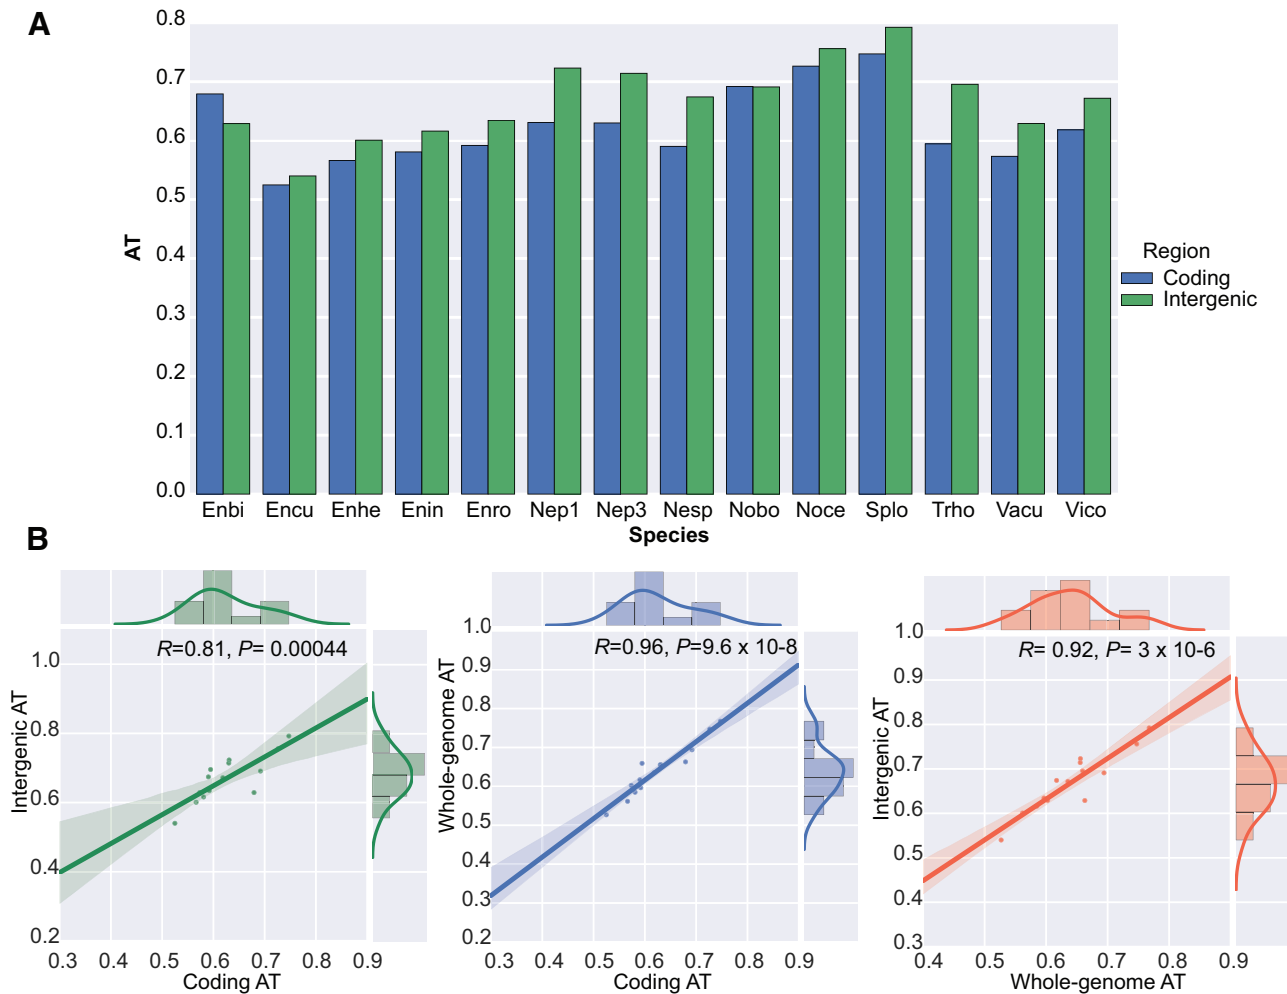 A
0.8
0.7
0.6
0.5
0.4
0.3
0.2
0.1
0.0
AT
Enbi Encu Enhe Enin Enro Nep1 Nep3 Nesp Nobo Noce Splo Trho Vacu Vico
Species
Region
Coding
Intergenic
B
R=0.81, P= 0.00044
1.0
0.8
0.6
0.4
0.2
Intergenic AT
0.3 0.4 0.5 0.6 0.7 0.8 0.9
Coding AT
R=0.96, P=9.6 x 10-8
1.0
0.9
0.8
0.7
0.6
0.5
0.4
0.3
0.2
Whole-genome AT
0.3 0.4 0.5 0.6 0.7 0.8 0.9
Coding AT
R= 0.92, P= 3 x 10-6
1.0
0.9
0.8
0.7
0.6
0.5
0.4
0.3
Intergenic AT
0.4 0.5 0.6 0.7 0.8 0.9
Whole-genome AT